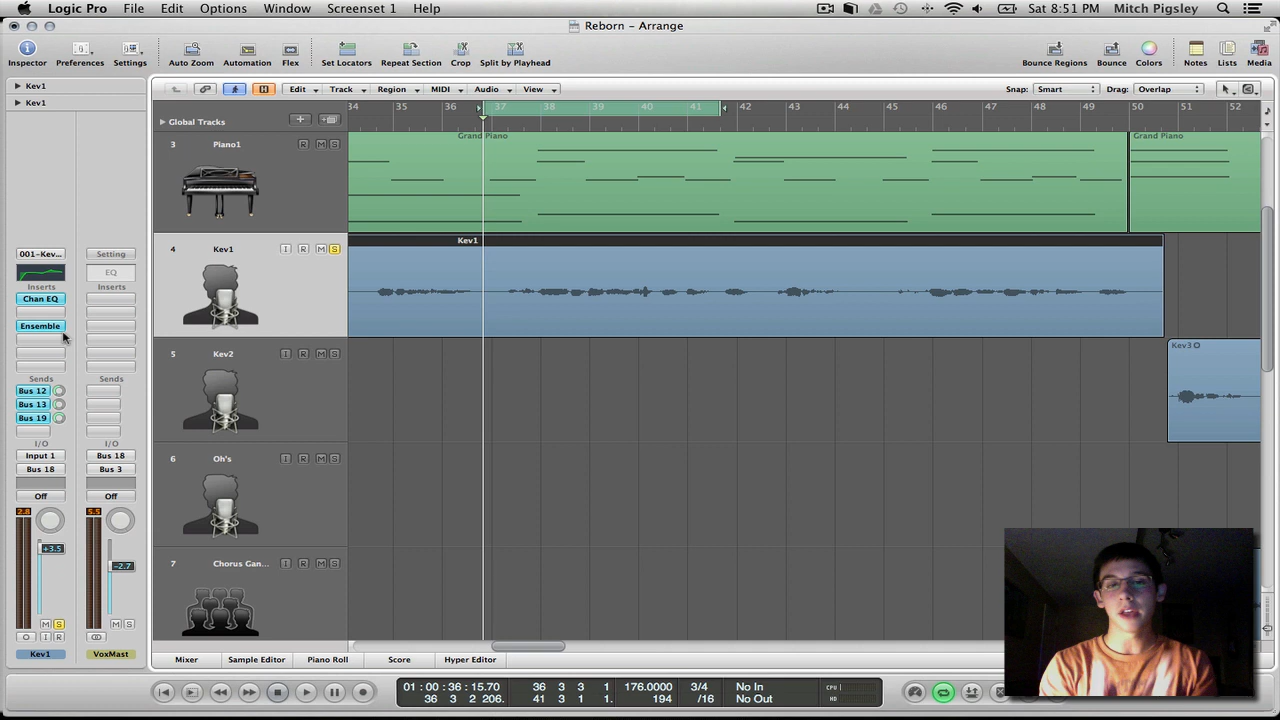 Logic Pro File Edit Options Screenset 1 Help Sat 8:51 PM Mitch Pigsley
Reborn – Arrange
Inspector Preferences Settings Auto Zoom Automation Flex Set Locators Repeat Section Crop Split by Playhead Bounce Regions Bounce Colors Notes Lists Media
Kev1
Kev1
Edit Track Region MIDI Audio View Snap: Smart Drag: Overlap
34 35 36 37 38 39 40 41 42 43 44 45 46 47 48 49 50 51 52
Global Tracks
Grand Piano Grand Piano
3 Piano1 R M S
4 Kev1 I R M S
Kev1
001–Kev... Setting
EQ
Inserts Inserts
Chan EQ
Ensemble
5 Kev2 I R M S
Kev3
Sends Sends
Bus 12
Bus 13
Bus 19
I/O I/O
Input 1 Bus 18
Bus 18 Bus 3
Off Off
6 Oh's I R M S
2.8 5.5
+3.5
-2.7
7 Chorus Gan... I R M S
M S M S
I R
Kev1 VoxMast
Mixer Sample Editor Piano Roll Score Hyper Editor
01 : 00 : 36 : 15.70 36 3 3 1 176.0000 3/4 No In CPU
36 3 2 206. 41 3 1 1. 194 /16 No Out HD